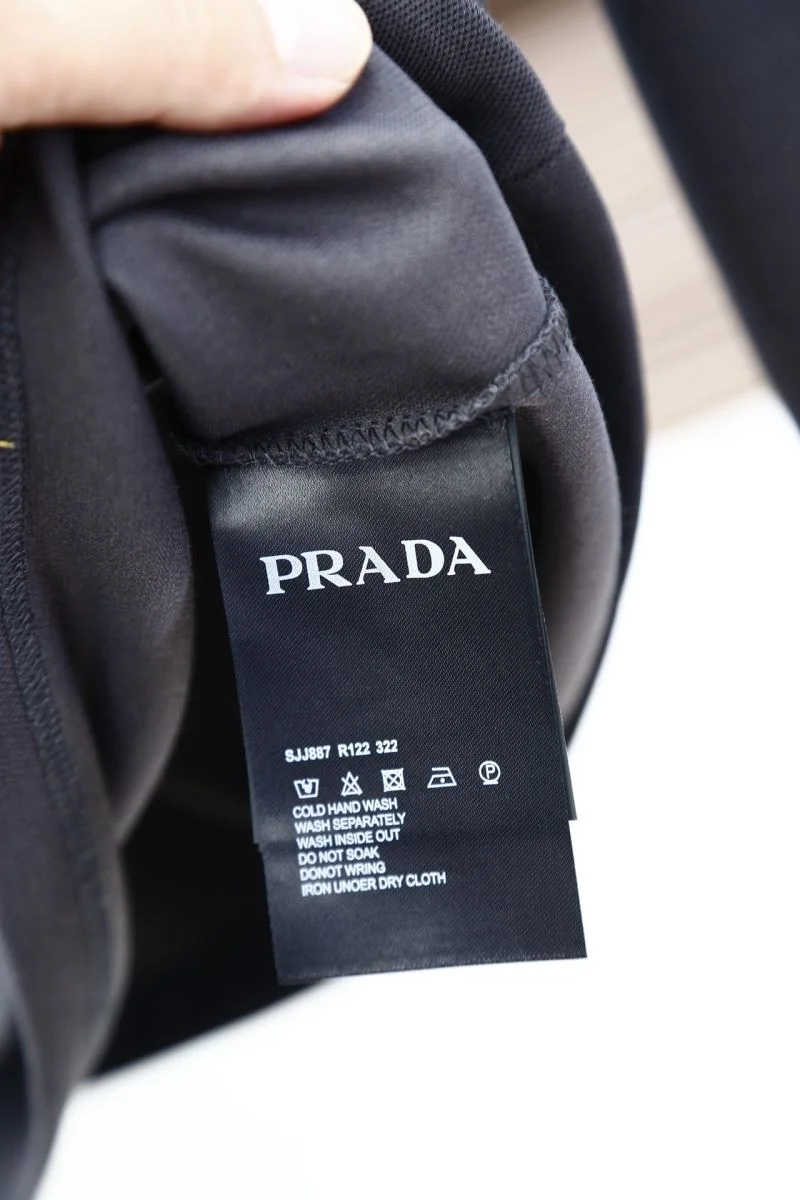 PRADA
SJJ887 R122 322
P
COLD HAND WASH
WASH SEPARATELY
WASH INSIDE OUT
DO NOT SOAK
DONOT WRING
IRON UNOER DRY CLOTH